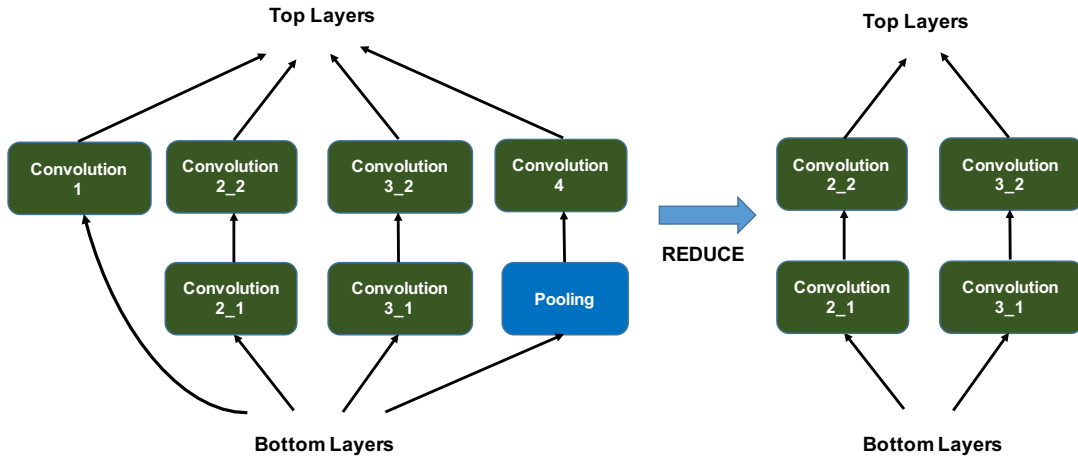 Top Layers
Convolution
1
Convolution
2_2
Convolution
3_2
Convolution
4
Convolution
2_1
Convolution
3_1
Pooling
Bottom Layers
REDUCE
Top Layers
Convolution
2_2
Convolution
3_2
Convolution
2_1
Convolution
3_1
Bottom Layers